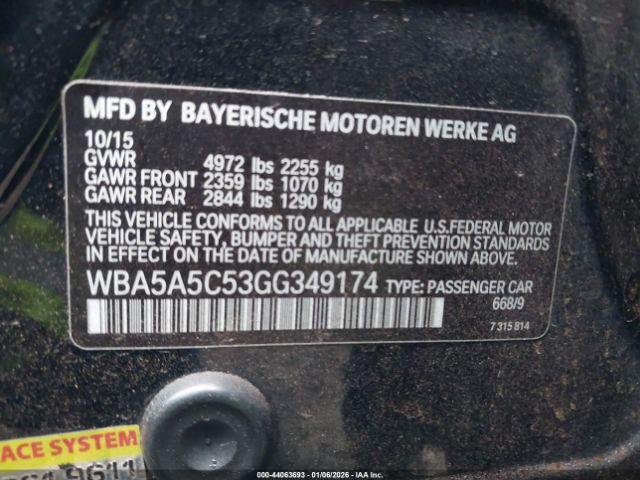 MFD BY BAYERISCHE MOTOREN WERKE AG
10/15
GVWR 4972 lbs 2255 kg
GAWR FRONT 2359 lbs 1070 kg
GAWR REAR 2844 lbs 1290 kg
THIS VEHICLE CONFORMS TO ALL APPLICABLE U.S.FEDERAL MOTOR
VEHICLE SAFETY, BUMPER AND THEFT PREVENTION STANDARDS
IN EFFECT ON THE DATE OF MANUFACTURE SHOWN ABOVE.
WBA5A5C53GG349174 TYPE: PASSENGER CAR
668/9
7 315 814
ACE SYSTEM
000-44063693 | 01/06/2026 - IAA INC.